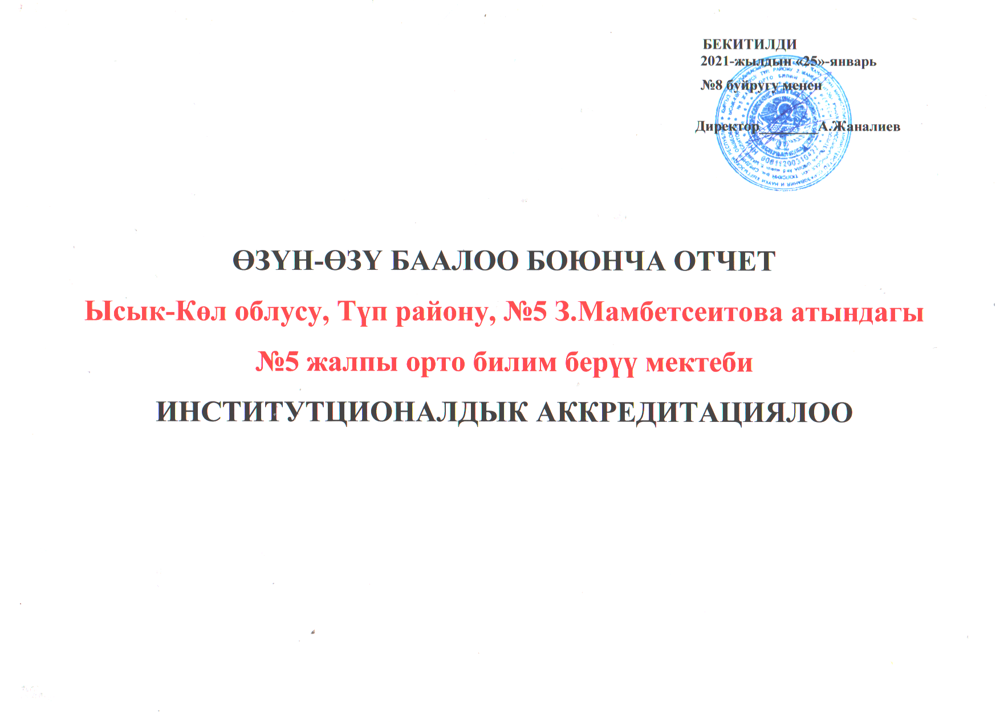 БЕКИТИЛДИ
2021-жылдын «25»-январь
№8 буйругу менен
Директор________А.Жаналиев
ӨЗҮН-ӨЗҮ БААЛОО БОЮНЧА ОТЧЕТ
Ысык-Көл облусу, Түп району, №5 З.Мамбетсеитова атындагы
№5 жалпы орто билим берүү мектеби
ИНСТИТУТЦИОНАЛДЫК АККРЕДИТАЦИЯЛОО